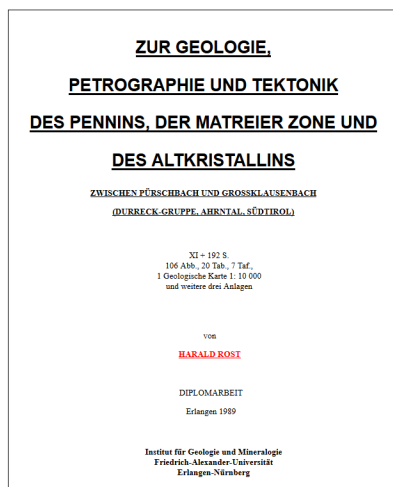 ZUR GEOLOGIE,
PETROGRAPHIE UND TEKTONIK
DES PENNINS, DER MATREIER ZONE UND
DES ALTKRISTALLINS
ZWISCHEN PÜRSCHBACH UND GROSSKLAUSENBACH
(DURRECK-GRUPPE, AHRNTAL, SÜDTIROL)
XI + 192 S.
106 Abb., 20 Tab., 7 Taf.,
1 Geologische Karte 1: 10 000
und weitere drei Anlagen
von
HARALD ROST
DIPLOMARBEIT
Erlangen 1989
Institut für Geologie und Mineralogie
Friedrich-Alexander-Universität
Erlangen-Nürnberg